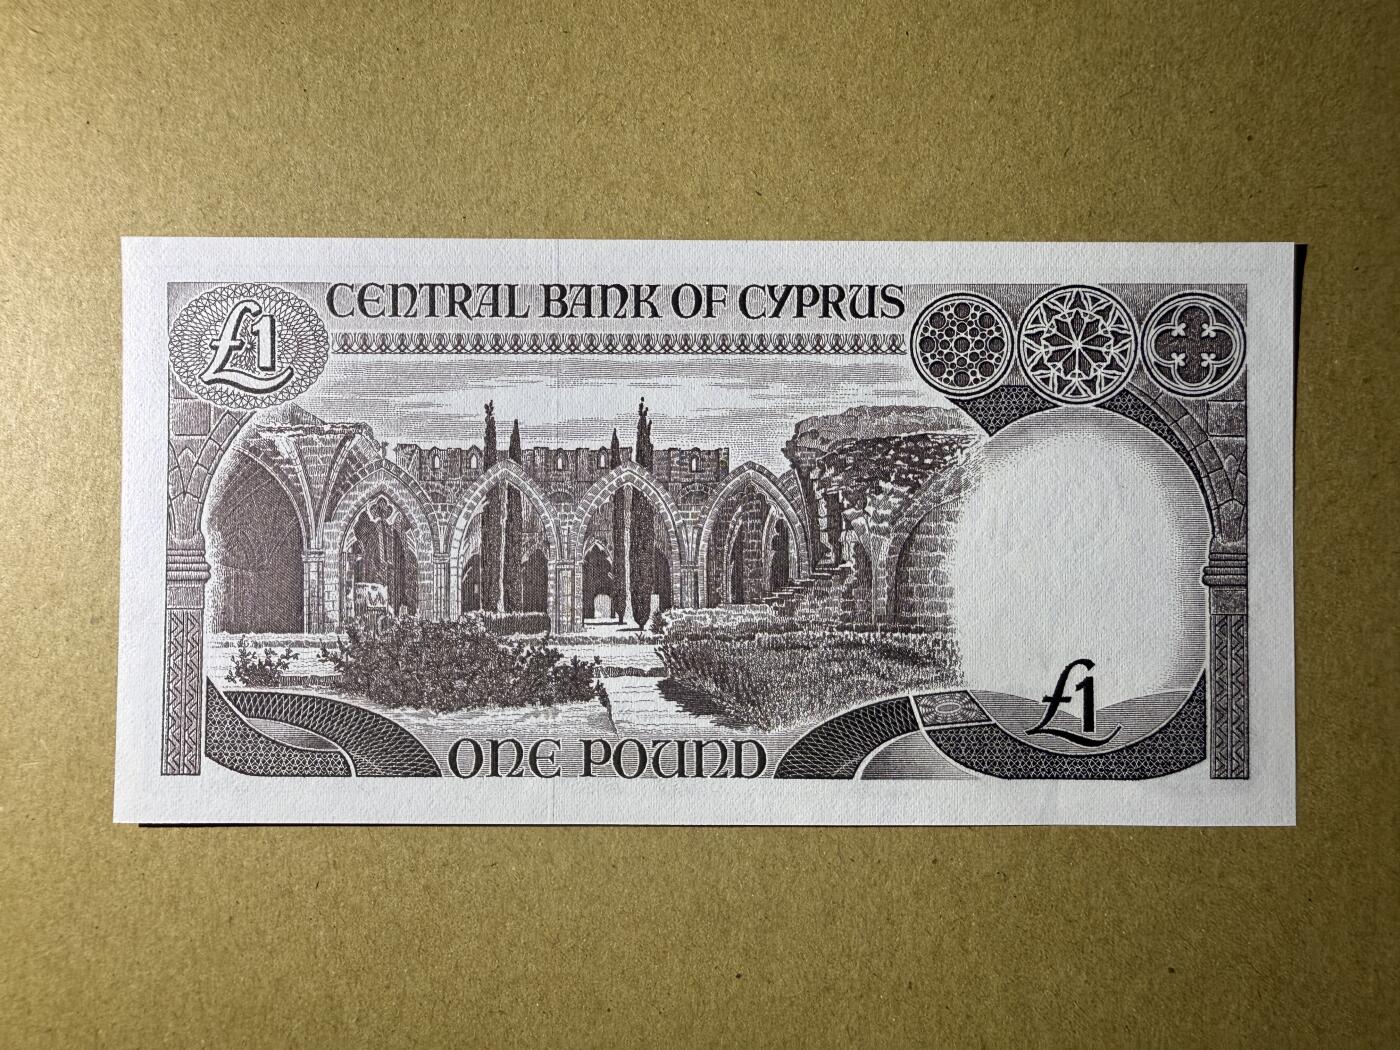 £1
CENTRAL BANK OF CYPRUS
£1
ONE POUND